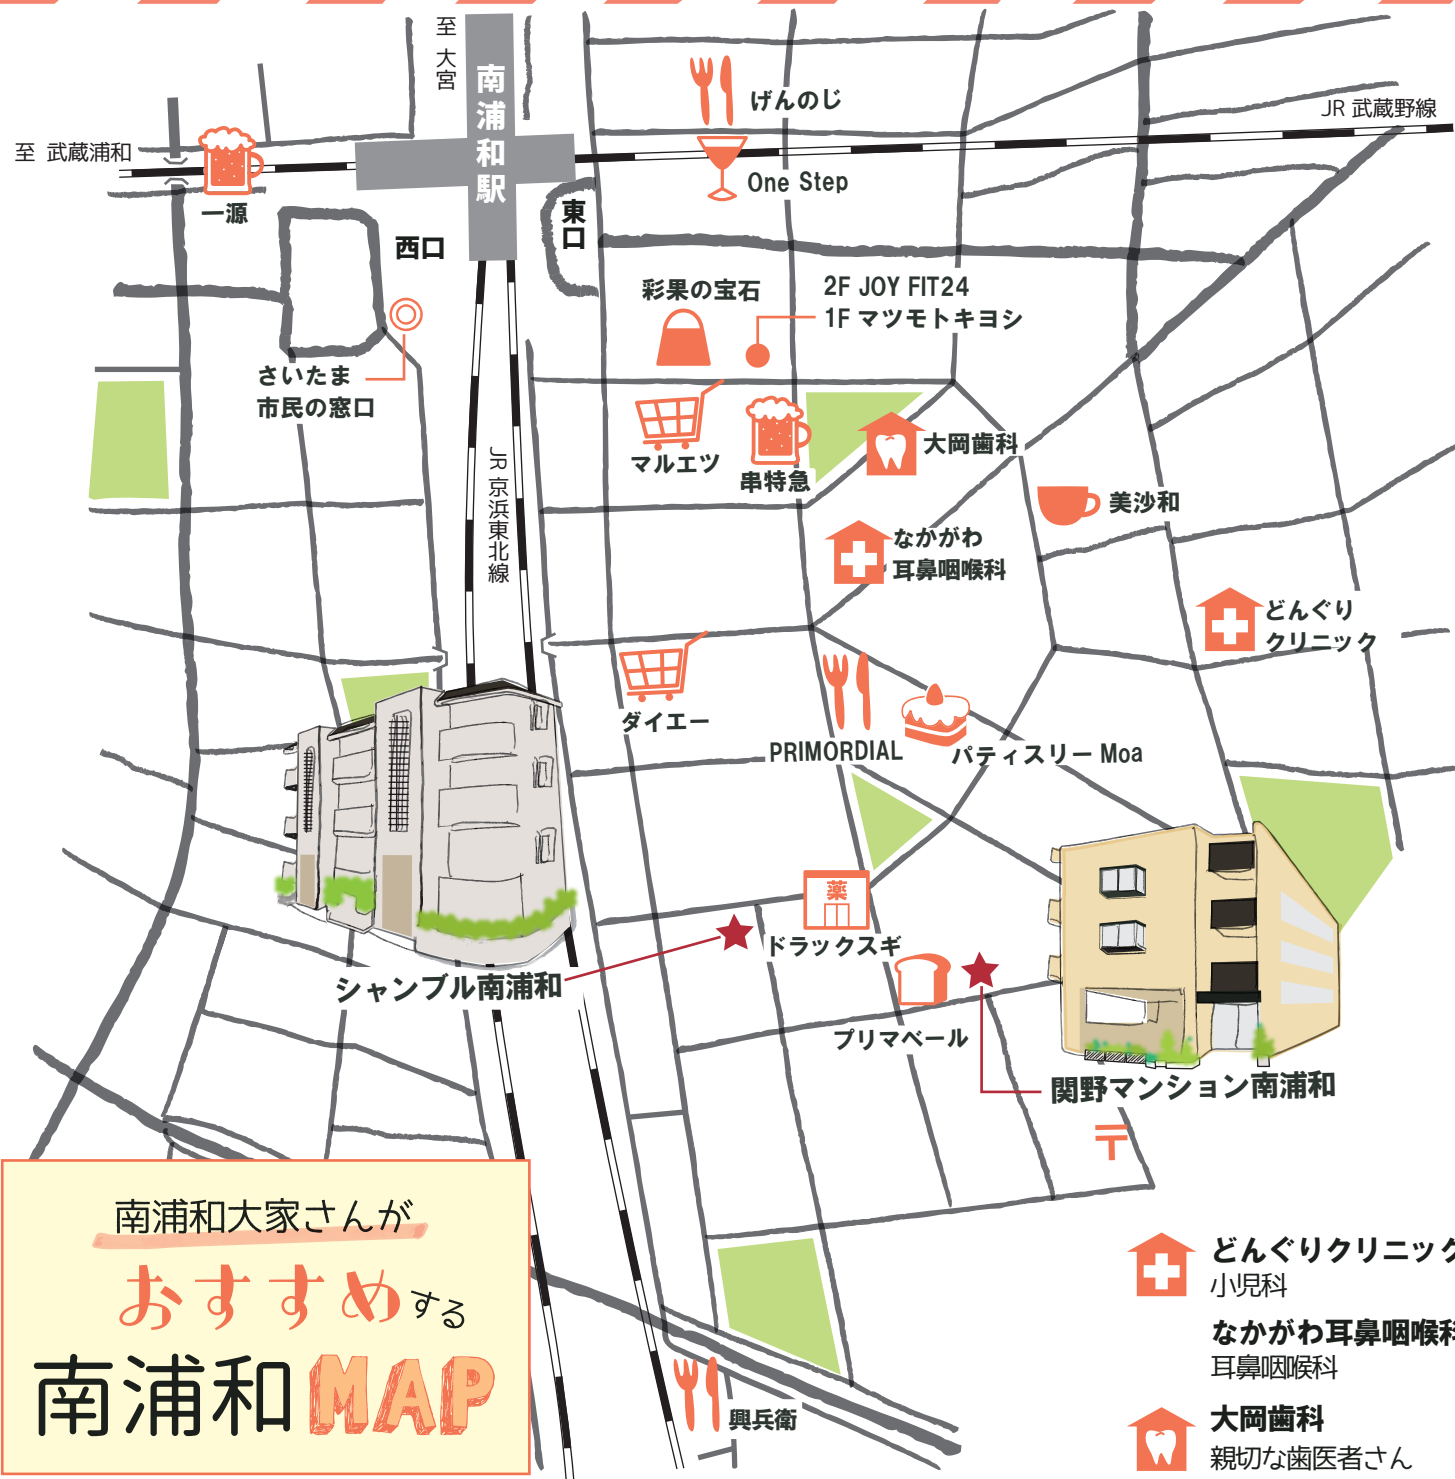 至 大宮
南浦和駅
げんのじ
JR 武蔵野線
至 武蔵浦和
One Step
一源
西口
東口
彩果の宝石
2F JOY FIT24
1F マツモトキヨシ
さいたま
市民の窓口
マルエツ
串特急
大岡歯科
JR 京浜東北線
美沙和
なかがわ
耳鼻咽喉科
どんぐり
クリニック
ダイエー
PRIMORDIAL
パティスリー Moa
薬
ドラックスギ
シャンブル南浦和
プリマベール
関野マンション南浦和
〒
南浦和大家さんが
おすすめする
南浦和MAP
興兵衛
どんぐりクリニック
小児科
なかがわ耳鼻咽喉科
耳鼻咽喉科
大岡歯科
親切な歯医者さん